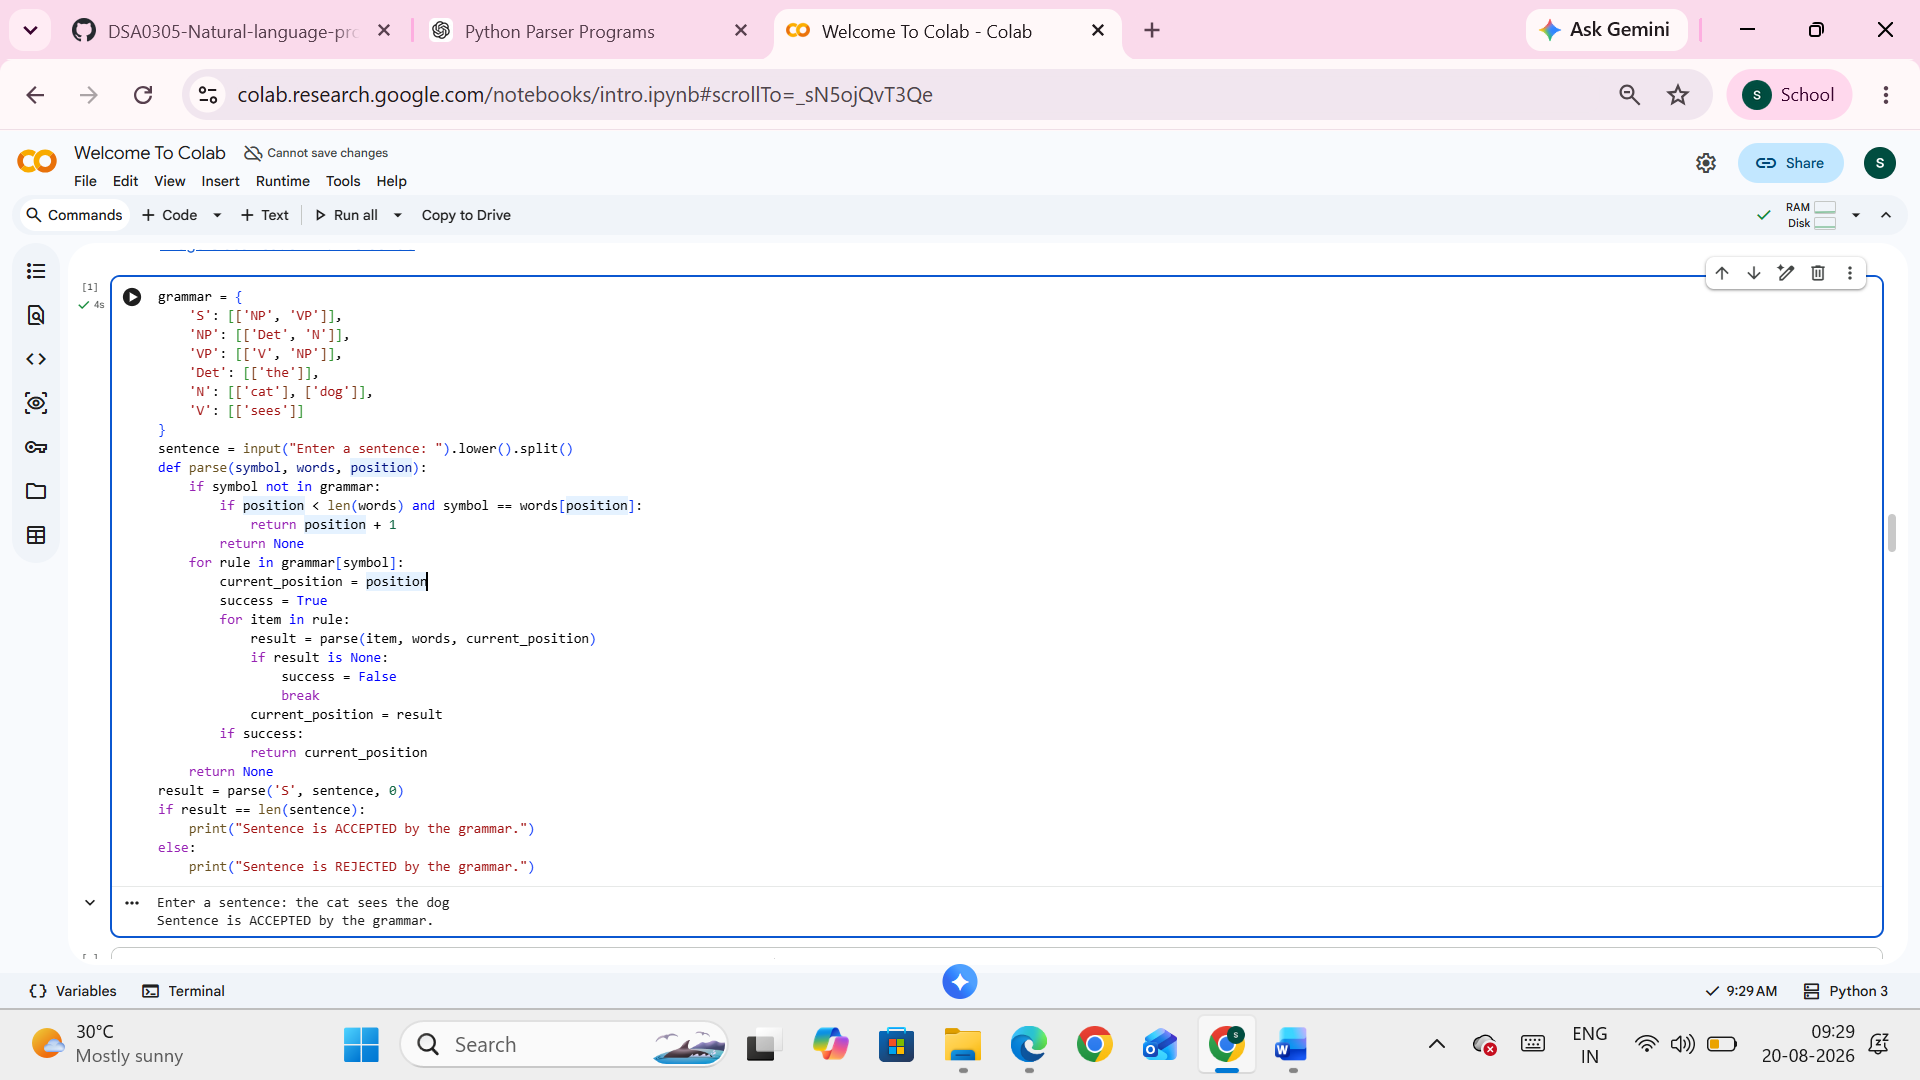 DSA0305-Natural-language-pr
Python Parser Programs
Welcome To Colab - Colab
Ask Gemini
colab.research.google.com/notebooks/intro.ipynb#scrollTo=_sN5ojQvT3Qe
S School
Welcome To Colab
Cannot save changes
Share
S
File Edit View Insert Runtime Tools Help
Commands + Code + Text Run all Copy to Drive
RAM
Disk
[1]
4s
grammar = {
    'S': [['NP', 'VP']],
    'NP': [['Det', 'N']],
    'VP': [['V', 'NP']],
    'Det': [['the']],
    'N': [['cat'], ['dog']],
    'V': [['sees']]
}
sentence = input("Enter a sentence: ").lower().split()
def parse(symbol, words, position):
    if symbol not in grammar:
        if position < len(words) and symbol == words[position]:
            return position + 1
        return None
    for rule in grammar[symbol]:
        current_position = position
        success = True
        for item in rule:
            result = parse(item, words, current_position)
            if result is None:
                success = False
                break
            current_position = result
        if success:
            return current_position
    return None
result = parse('S', sentence, 0)
if result == len(sentence):
    print("Sentence is ACCEPTED by the grammar.")
else:
    print("Sentence is REJECTED by the grammar.")
Enter a sentence: the cat sees the dog
Sentence is ACCEPTED by the grammar.
Variables Terminal
9:29 AM Python 3
30°C
Mostly sunny
Search
ENG
IN
09:29
20-08-2026